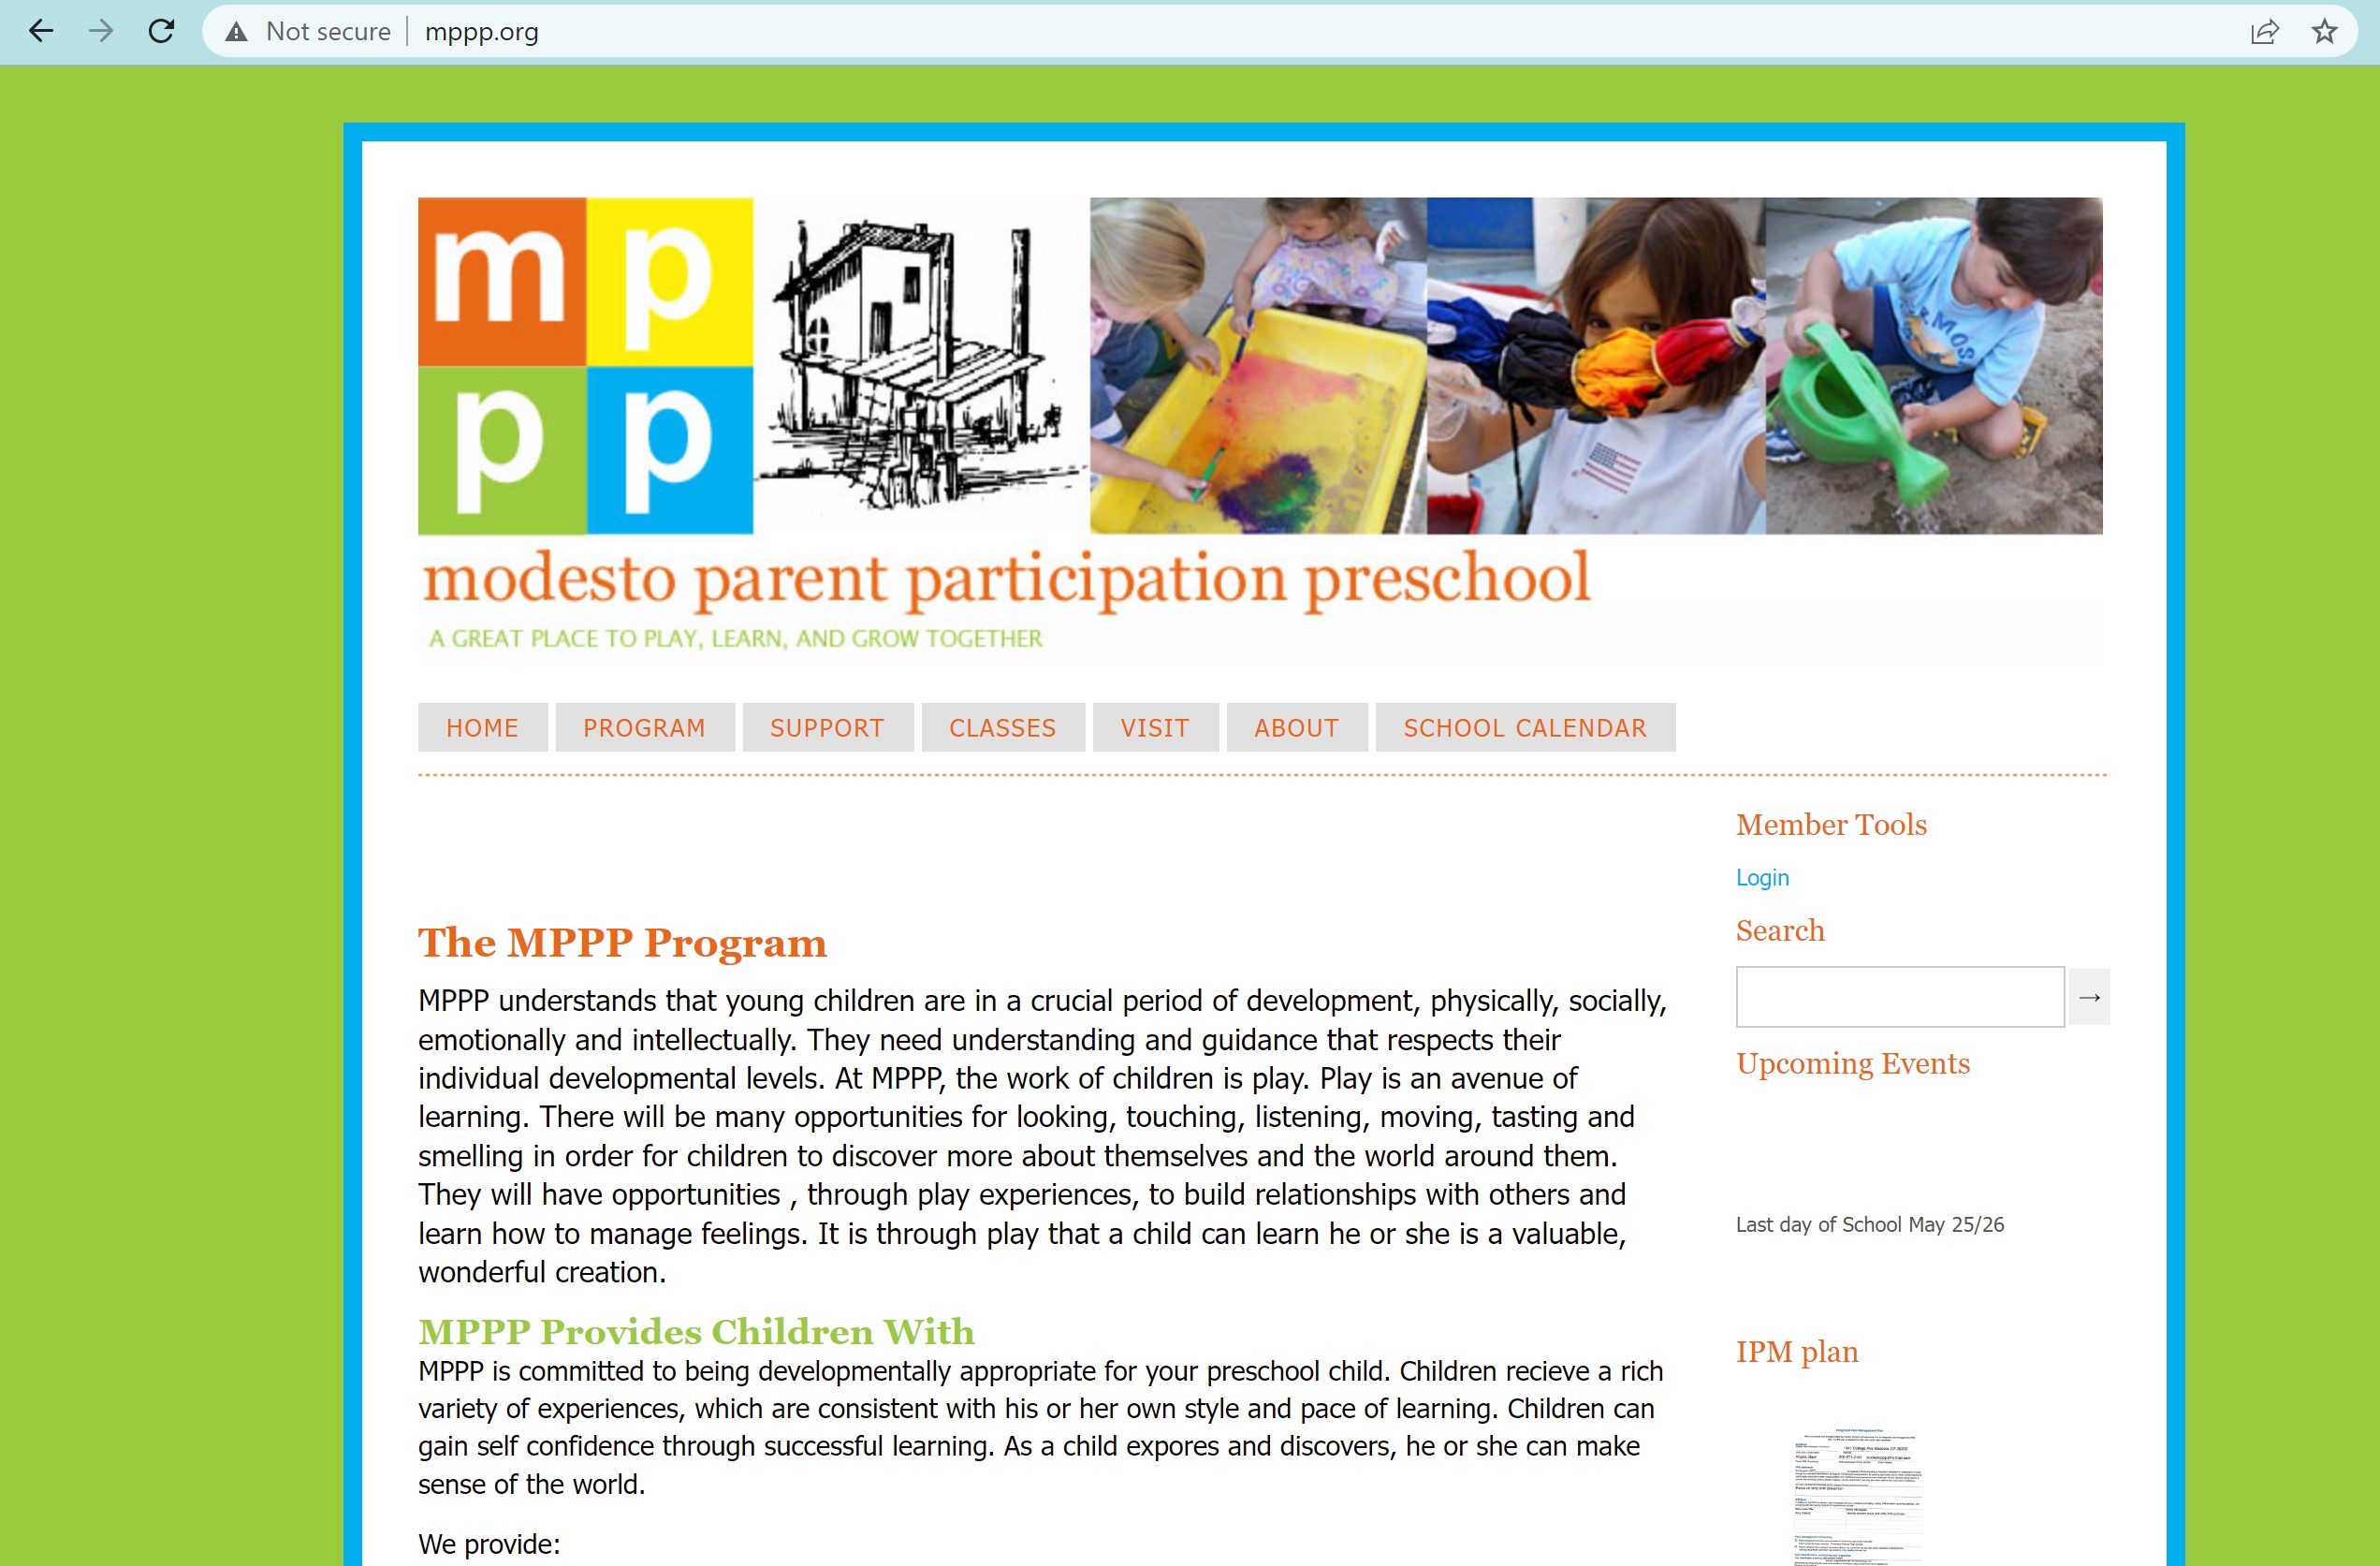 Not secure | mppp.org
m p
p p
MOS
modesto parent participation preschool
A GREAT PLACE TO PLAY, LEARN, AND GROW TOGETHER
HOME PROGRAM SUPPORT CLASSES VISIT ABOUT SCHOOL CALENDAR
The MPPP Program
MPPP understands that young children are in a crucial period of development, physically, socially,
emotionally and intellectually. They need understanding and guidance that respects their
individual developmental levels. At MPPP, the work of children is play. Play is an avenue of
learning. There will be many opportunities for looking, touching, listening, moving, tasting and
smelling in order for children to discover more about themselves and the world around them.
They will have opportunities , through play experiences, to build relationships with others and
learn how to manage feelings. It is through play that a child can learn he or she is a valuable,
wonderful creation.
MPPP Provides Children With
MPPP is committed to being developmentally appropriate for your preschool child. Children recieve a rich
variety of experiences, which are consistent with his or her own style and pace of learning. Children can
gain self confidence through successful learning. As a child expores and discovers, he or she can make
sense of the world.
We provide:
Member Tools
Login
Search
→
Upcoming Events
Last day of School May 25/26
IPM plan